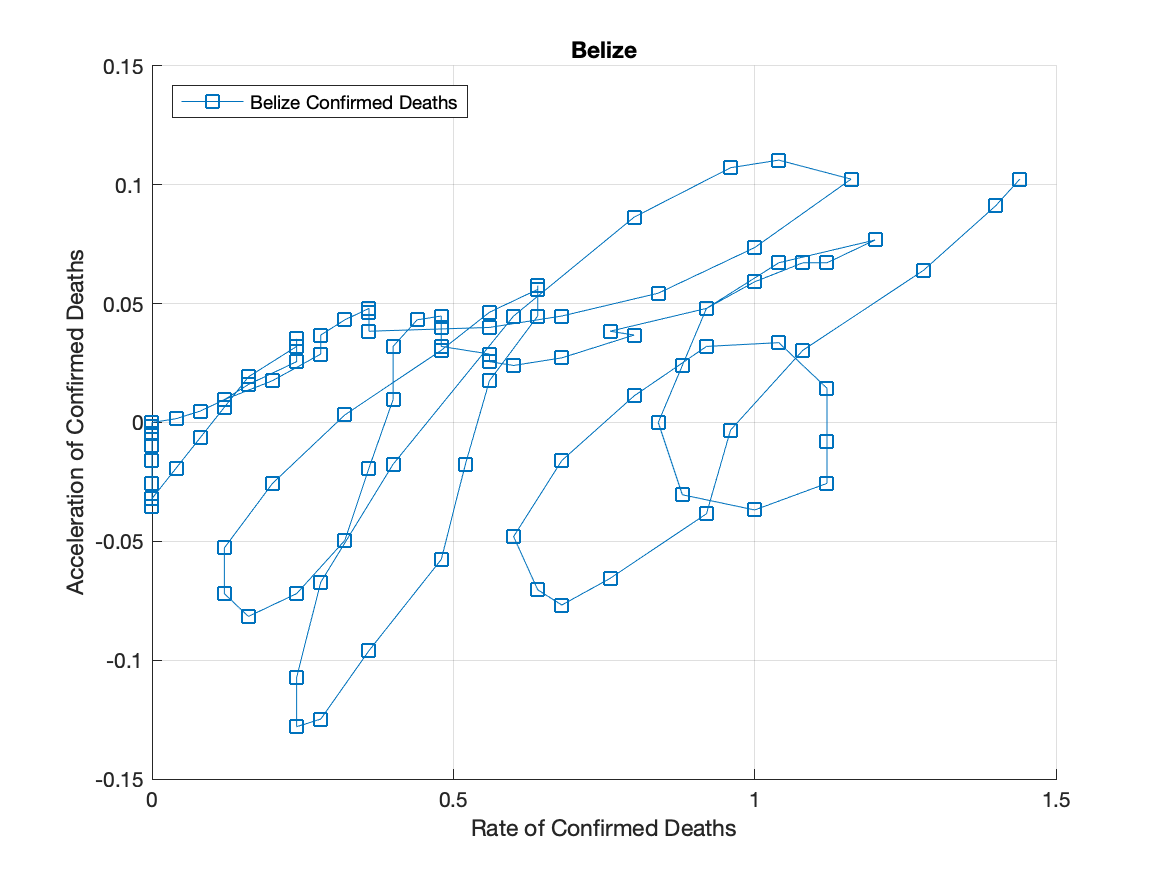 Belize
0.15
Belize Confirmed Deaths
0.1
0.05
0
-0.05
-0.1
-0.15
Acceleration of Confirmed Deaths
0 0.5 1 1.5
Rate of Confirmed Deaths